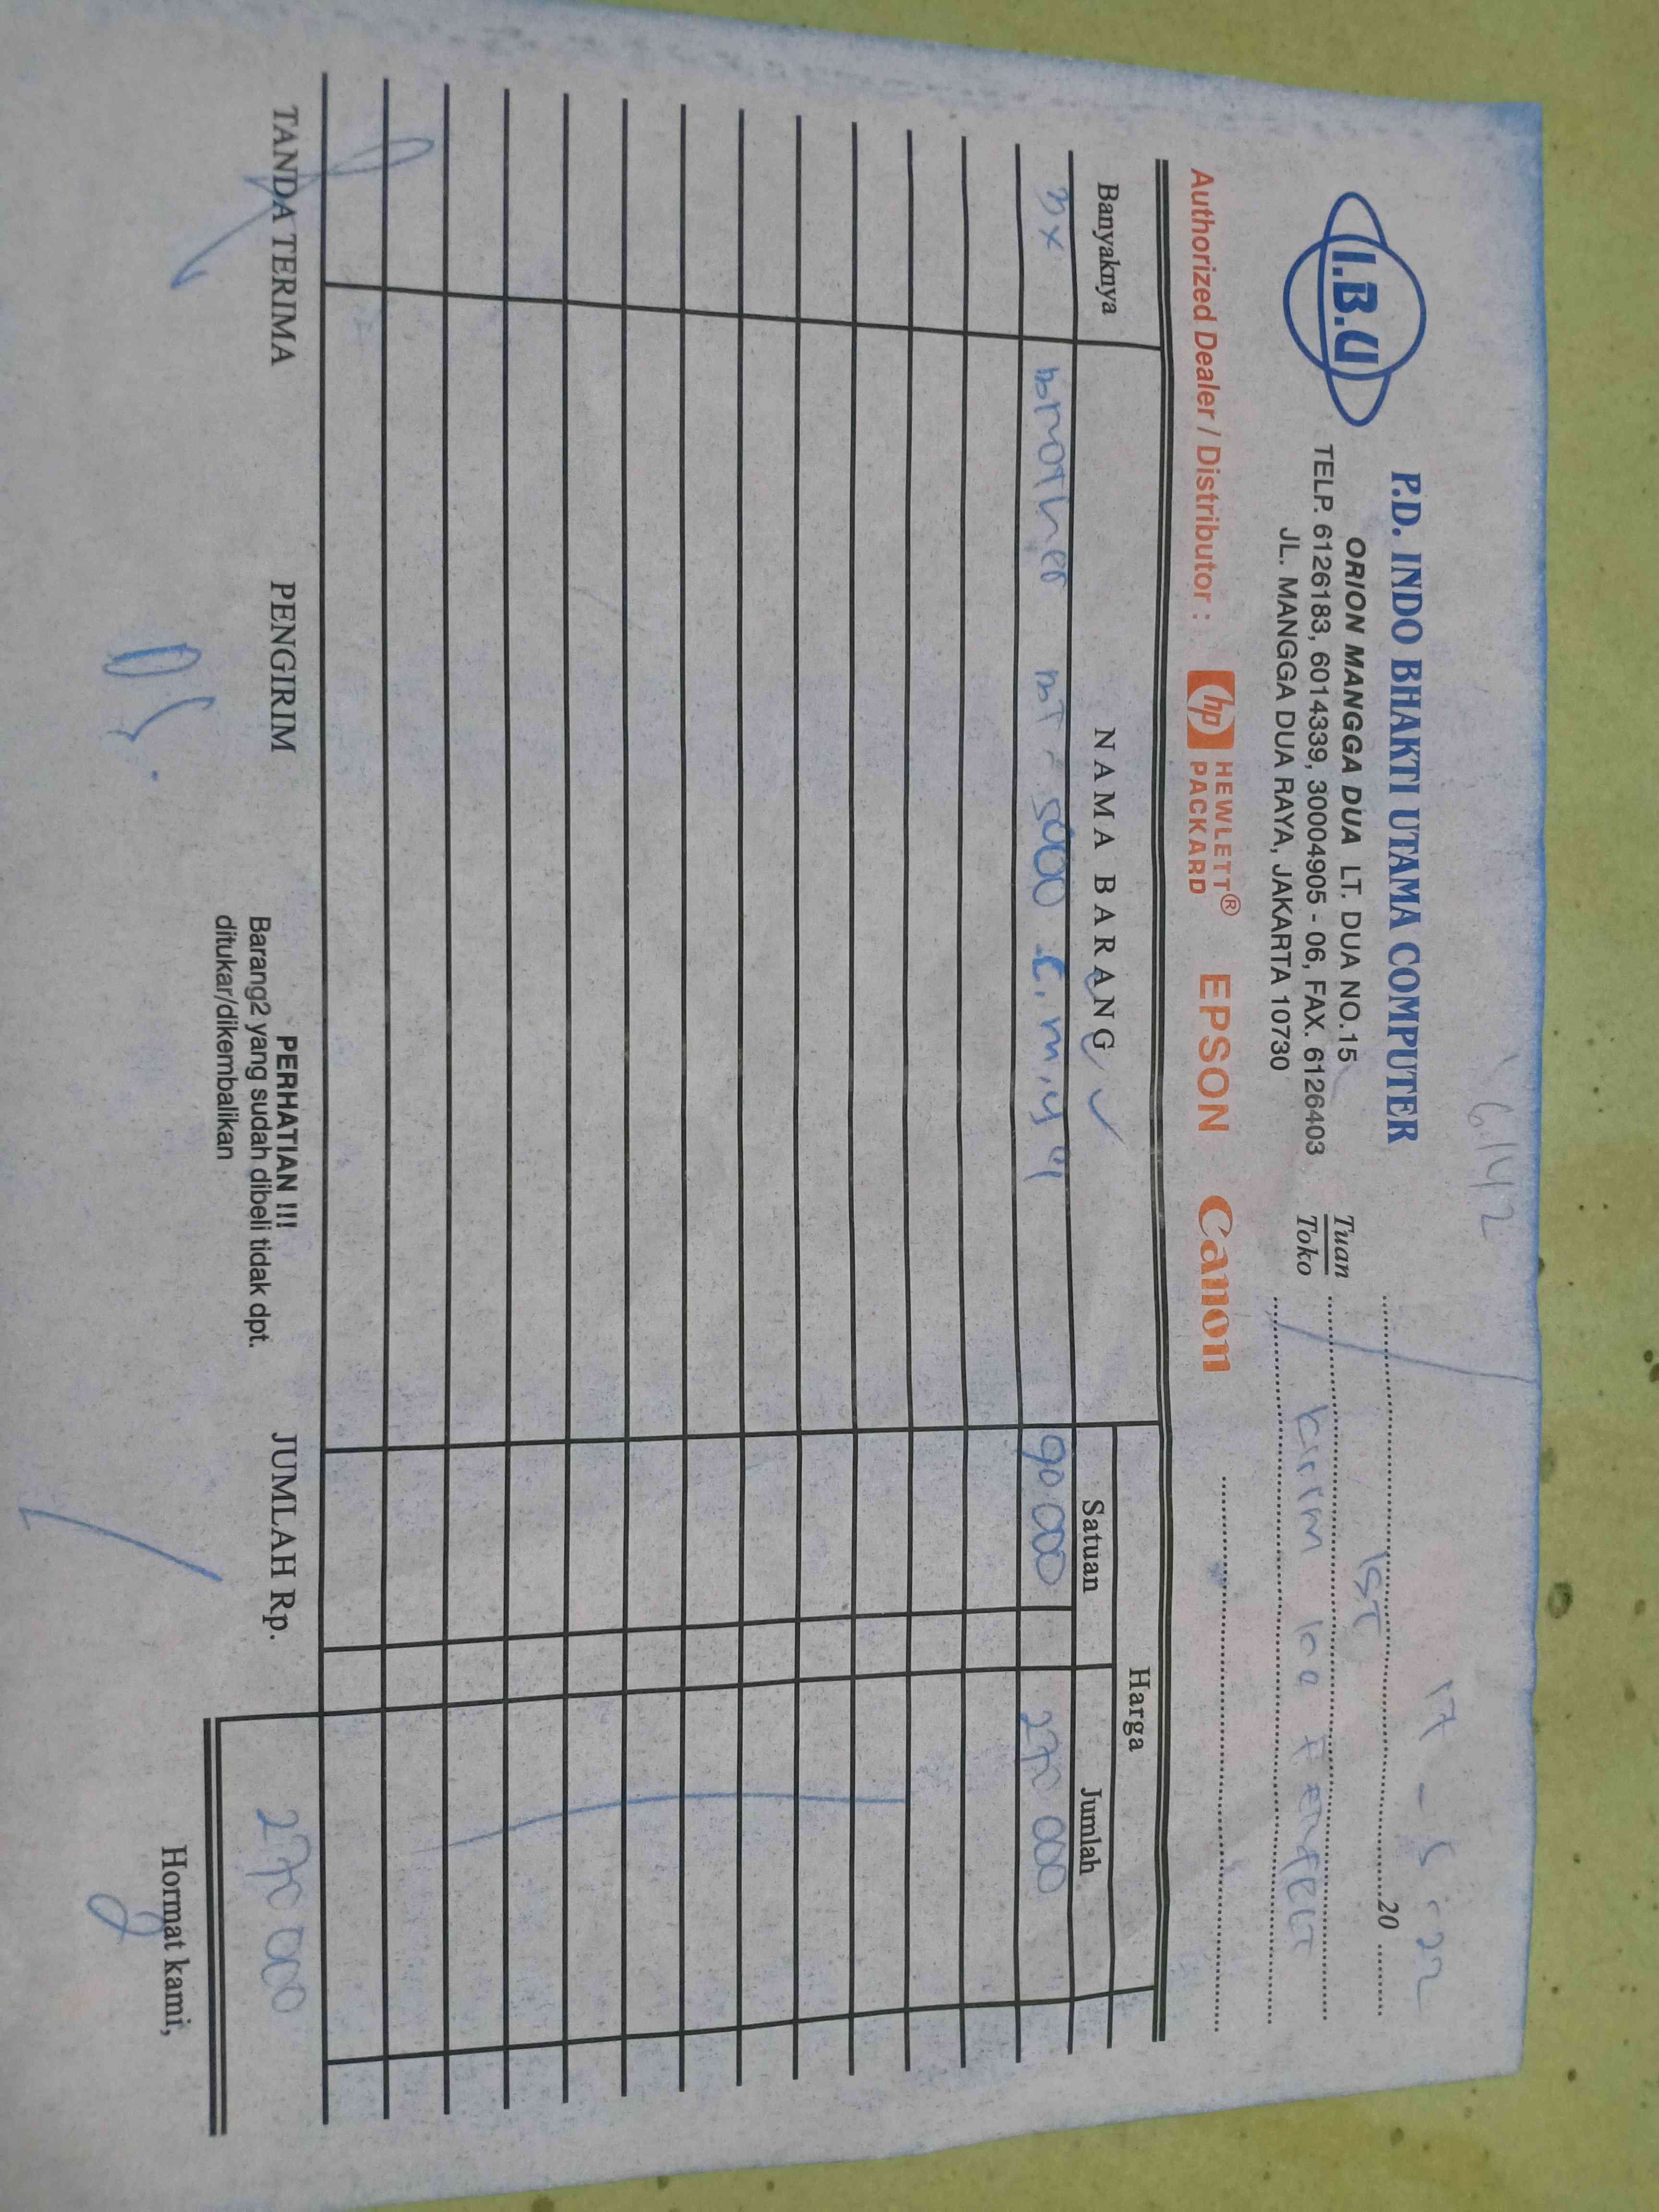 6.142
17 - 5 - 22
P.D. INDO BHAKTI UTAMA COMPUTER
I.B.U
ORION MANGGA DUA LT. DUA NO.15
TELP. 6126183, 6014339, 30004905 - 06, FAX. 6126403
JL. MANGGA DUA RAYA, JAKARTA 10730
20
Tuan
Toko
IST
Authorized Dealer / Distributor :
hp HEWLETT® PACKARD
EPSON
Canon
Banyaknya
NAMA BARANG
Harga
Satuan
Jumlah
3x brother BT - 5000 C.M.Y 90 000 270 000
TANDA TERIMA
PENGIRIM
PERHATIAN !!!
Barang2 yang sudah dibeli tidak dpt.
ditukar/dikembalikan
JUMLAH Rp. 270 000
Hormat kami,